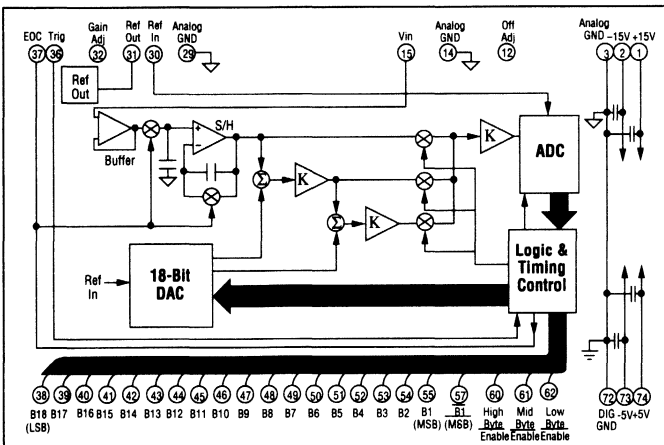 EOC Trig Gain Adj Ref Out Ref In Analog GND Vin Analog GND Off Adj Analog GND -15V +15V
37 36 32 31 30 29 15 14 12 3 2 1
Ref Out
S/H
Buffer
K
ADC
Σ
K
Σ
K
Logic & Timing Control
18-Bit DAC
Ref In
38 39 40 41 42 43 44 45 46 47 48 49 50 51 52 53 54 55 57 60 61 62 72 73 74
B18 (LSB) B17 B16 B15 B14 B13 B12 B11 B10 B9 B8 B7 B6 B5 B4 B3 B2 B1 (MSB) B1 (MSB) High Byte Enable Mid Byte Enable Low Byte Enable DIG GND -5V +5V